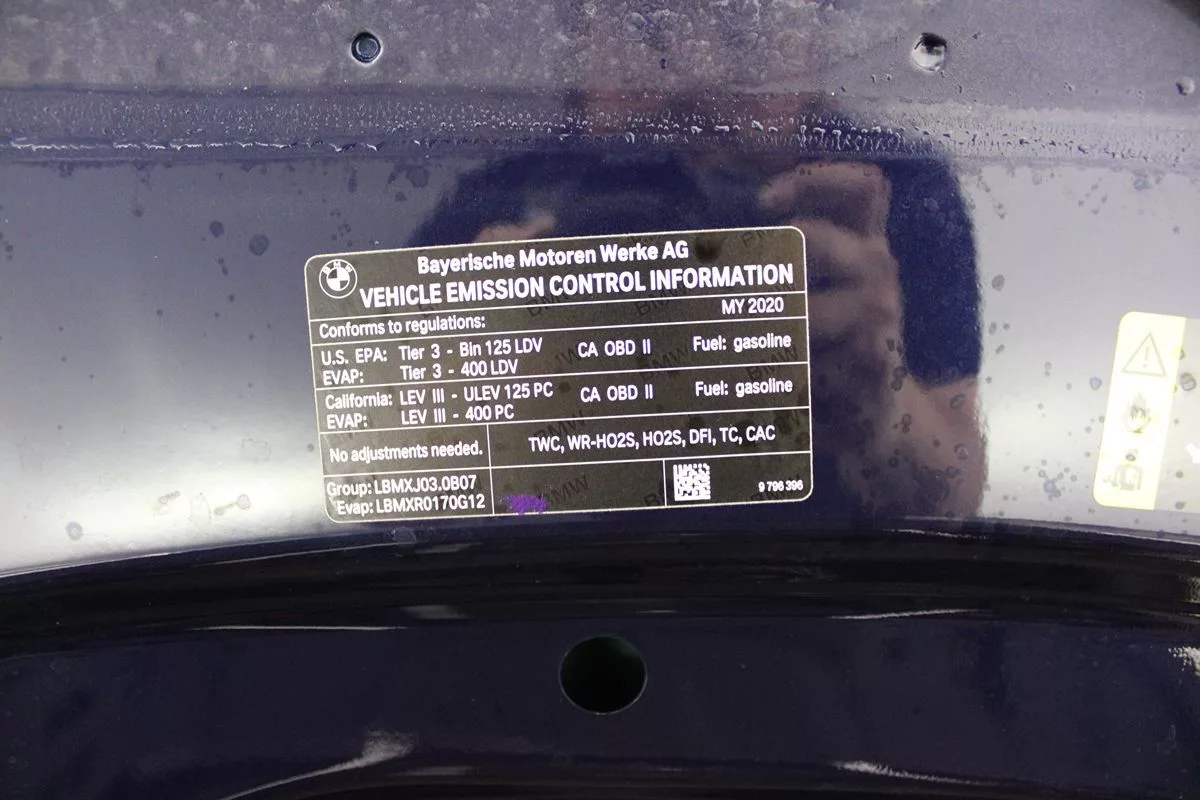 BMW
Bayerische Motoren Werke AG
VEHICLE EMISSION CONTROL INFORMATION
Conforms to regulations: MY 2020
U.S. EPA: Tier 3 - Bin 125 LDV CA OBD II Fuel: gasoline
EVAP: Tier 3 - 400 LDV
California: LEV III - ULEV 125 PC CA OBD II Fuel: gasoline
EVAP: LEV III - 400 PC
No adjustments needed. TWC, WR-HO2S, HO2S, DFI, TC, CAC
Group: LBMXJ03.0B07
Evap: LBMXR0170G12
9 796 396